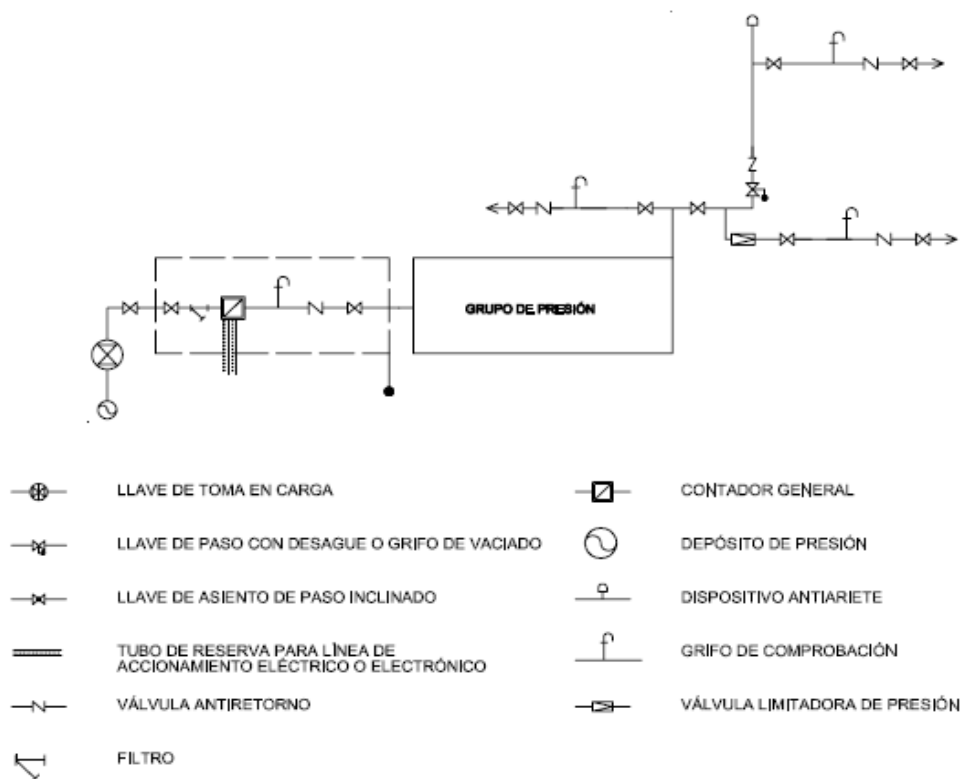 GRUPO DE PRESIÓN
LLAVE DE TOMA EN CARGA
LLAVE DE PASO CON DESAGUE O GRIFO DE VACIADO
LLAVE DE ASIENTO DE PASO INCLINADO
TUBO DE RESERVA PARA LÍNEA DE
ACCIONAMIENTO ELÉCTRICO O ELECTRÓNICO
VÁLVULA ANTIRETORNO
FILTRO
CONTADOR GENERAL
DEPÓSITO DE PRESIÓN
DISPOSITIVO ANTIARIETE
GRIFO DE COMPROBACIÓN
VÁLVULA LIMITADORA DE PRESIÓN